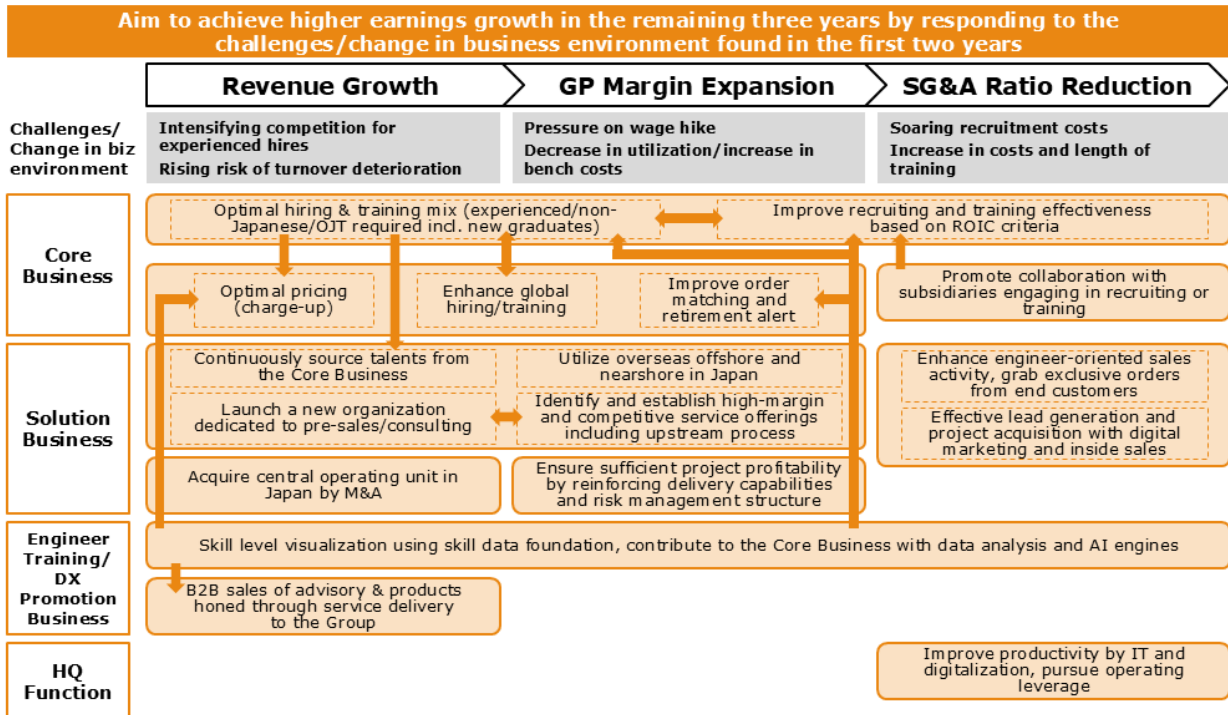 Aim to achieve higher earnings growth in the remaining three years by responding to the
challenges/change in business environment found in the first two years
Revenue Growth
GP Margin Expansion
SG&A Ratio Reduction
Challenges/
Change in biz
environment
Intensifying competition for
experienced hires
Rising risk of turnover deterioration
Pressure on wage hike
Decrease in utilization/increase in
bench costs
Soaring recruitment costs
Increase in costs and length of
training
Core
Business
Optimal hiring & training mix (experienced/non-
Japanese/OJT required incl. new graduates)
Improve recruiting and training effectiveness
based on ROIC criteria
Optimal pricing
(charge-up)
Enhance global
hiring/training
Improve order
matching and
retirement alert
Promote collaboration with
subsidiaries engaging in recruiting or
training
Solution
Business
Continuously source talents from
the Core Business
Utilize overseas offshore and
nearshore in Japan
Launch a new organization
dedicated to pre-sales/consulting
Identify and establish high-margin
and competitive service offerings
including upstream process
Enhance engineer-oriented sales
activity, grab exclusive orders
from end customers
Effective lead generation and
project acquisition with digital
marketing and inside sales
Acquire central operating unit in
Japan by M&A
Ensure sufficient project profitability
by reinforcing delivery capabilities
and risk management structure
Engineer
Training/
DX
Promotion
Business
Skill level visualization using skill data foundation, contribute to the Core Business with data analysis and AI engines
B2B sales of advisory & products
honed through service delivery
to the Group
HQ
Function
Improve productivity by IT and
digitalization, pursue operating
leverage